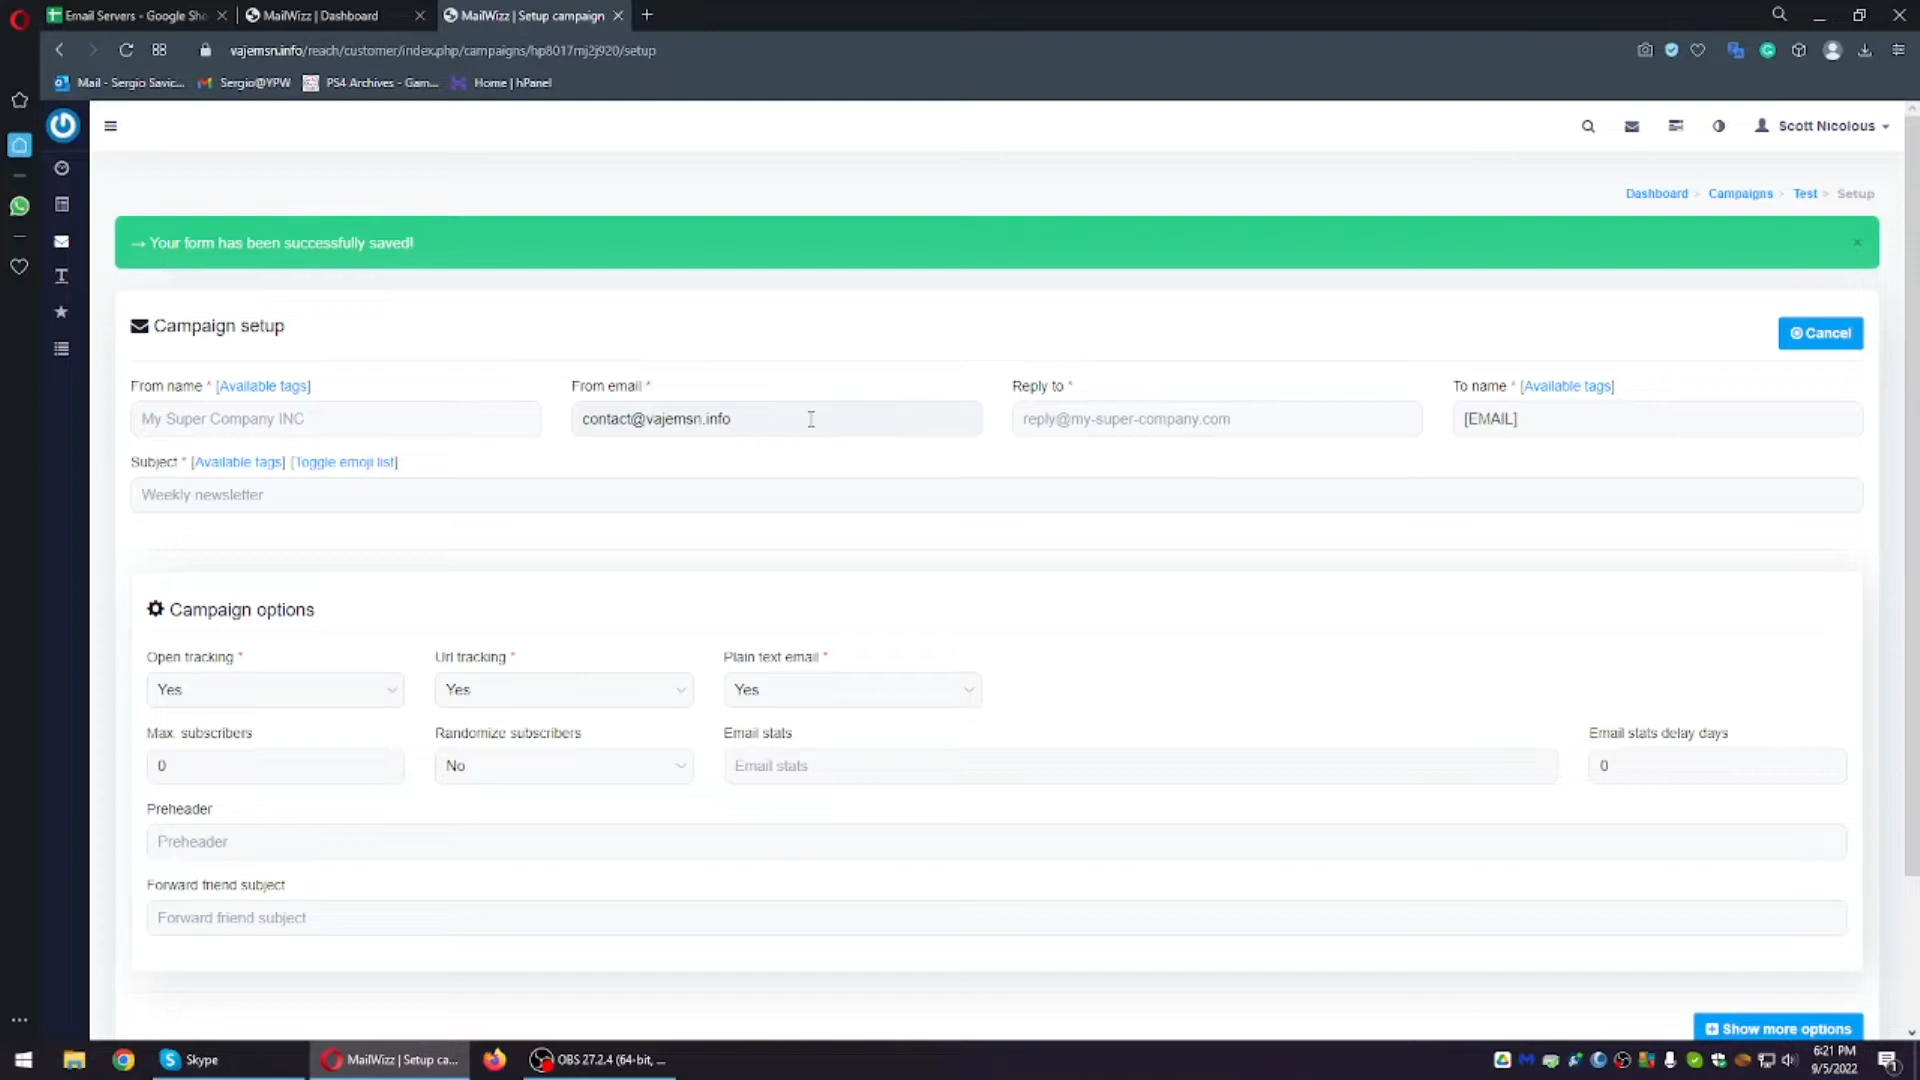 Email Servers - Google She
MailWizz | Dashboard
MailWizz | Setup campaign
vajemsn.info/reach/customer/index.php/campaigns/hp8017mj2j920/setup
Mail - Sergio Savic...
Sergio@YPW
PS4 Archives - Gam...
Home | hPanel
Scott Nicolous
Dashboard > Campaigns > Test > Setup
→ Your form has been successfully saved! ×
Campaign setup
Cancel
From name * [Available tags]
From email *
Reply to *
To name * [Available tags]
My Super Company INC
contact@vajemsn.info
reply@my-super-company.com
[EMAIL]
Subject * [Available tags] [Toggle emoji list]
Weekly newsletter
Campaign options
Open tracking *
Url tracking *
Plain text email *
Yes
Yes
Yes
Max. subscribers
Randomize subscribers
Email stats
Email stats delay days
0
No
Email stats
0
Preheader
Preheader
Forward friend subject
Forward friend subject
Show more options
Skype
MailWizz | Setup ca...
OBS 27.2.4 (64-bit, ...
6:21 PM
9/5/2022
1